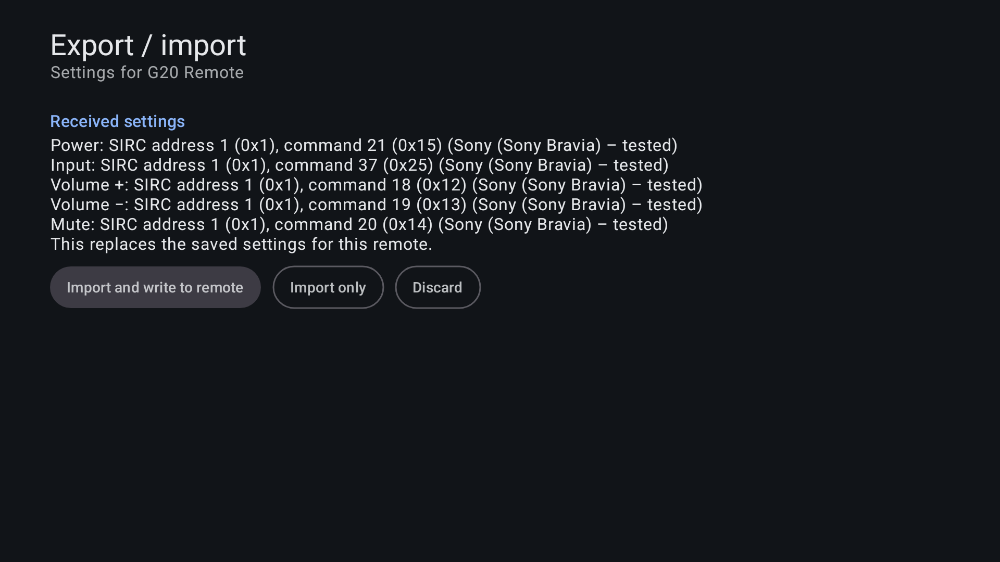 Export / import
Settings for G20 Remote
Received settings
Power: SIRC address 1 (0x1), command 21 (0x15) (Sony (Sony Bravia) – tested)
Input: SIRC address 1 (0x1), command 37 (0x25) (Sony (Sony Bravia) – tested)
Volume +: SIRC address 1 (0x1), command 18 (0x12) (Sony (Sony Bravia) – tested)
Volume −: SIRC address 1 (0x1), command 19 (0x13) (Sony (Sony Bravia) – tested)
Mute: SIRC address 1 (0x1), command 20 (0x14) (Sony (Sony Bravia) – tested)
This replaces the saved settings for this remote.
Import and write to remote Import only Discard